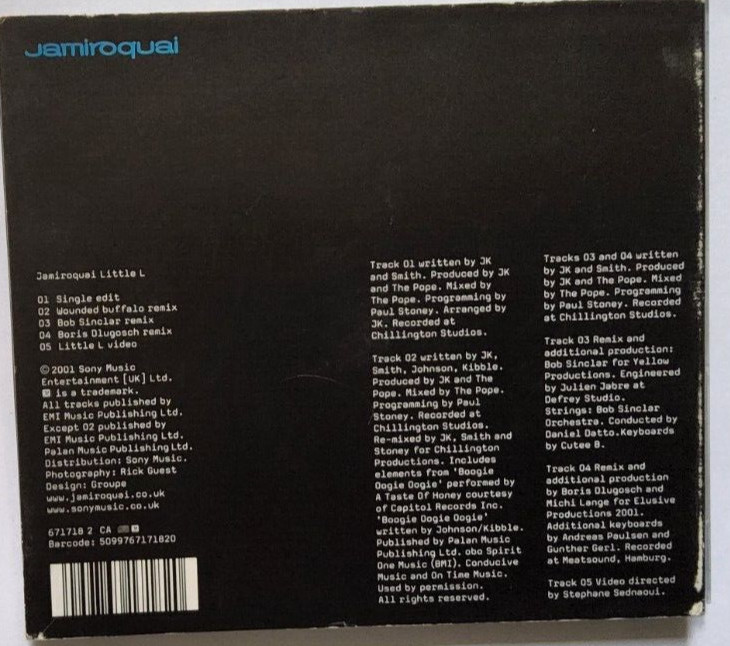 Jamiroquai
Jamiroquai Little L
01 Single edit
02 Wounded buffalo remix
03 Bob Sinclar remix
04 Boris Dlugosch remix
05 Little L video
© 2001 Sony Music
Entertainment [UK] Ltd.
is a trademark.
All tracks published by
EMI Music Publishing Ltd.
Except 02 published by
EMI Music Publishing Ltd.
Palan Music Publishing Ltd.
Distribution: Sony Music.
Photography: Rick Guest
Design: Groupe
www.jamiroquai.co.uk
www.sonymusic.co.uk
671718 2 CA
Barcode: 5099767171820
Track 01 written by JK
and Smith. Produced by JK
and The Pope. Mixed by
The Pope. Programming by
Paul Stoney. Arranged by
JK. Recorded at
Chillington Studios.
Track 02 written by JK,
Smith, Johnson, Kibble.
Produced by JK and The
Pope. Mixed by The Pope.
Programming by Paul
Stoney. Recorded at
Chillington Studios.
Re-mixed by JK, Smith and
Stoney for Chillington
Productions. Includes
elements from 'Boogie
Oogie Oogie' performed by
A Taste Of Honey courtesy
of Capitol Records Inc.
'Boogie Oogie Oogie'
written by Johnson/Kibble.
Published by Palan Music
Publishing Ltd. obo Spirit
One Music (BMI). Conducive
Music and On Time Music.
Used by permission.
All rights reserved.
Tracks 03 and 04 written
by JK and Smith. Produced
by JK and The Pope. Mixed
by The Pope. Programming
by Paul Stoney. Recorded
at Chillington Studios.
Track 03 Remix and
additional production:
Bob Sinclar for Yellow
Productions. Engineered
by Julien Jabre at
Defrey Studio.
Strings: Bob Sinclar
Orchestra. Conducted by
Daniel Datto.Keyboards
by Cutee B.
Track 04 Remix and
additional production
by Boris Dlugosch and
Michi Lange for Elusive
Productions 2001.
Additional keyboards
by Andreas Paulsen and
Gunther Gerl. Recorded
at Meatsound, Hamburg.
Track 05 Video directed
by Stephane Sednaoui.